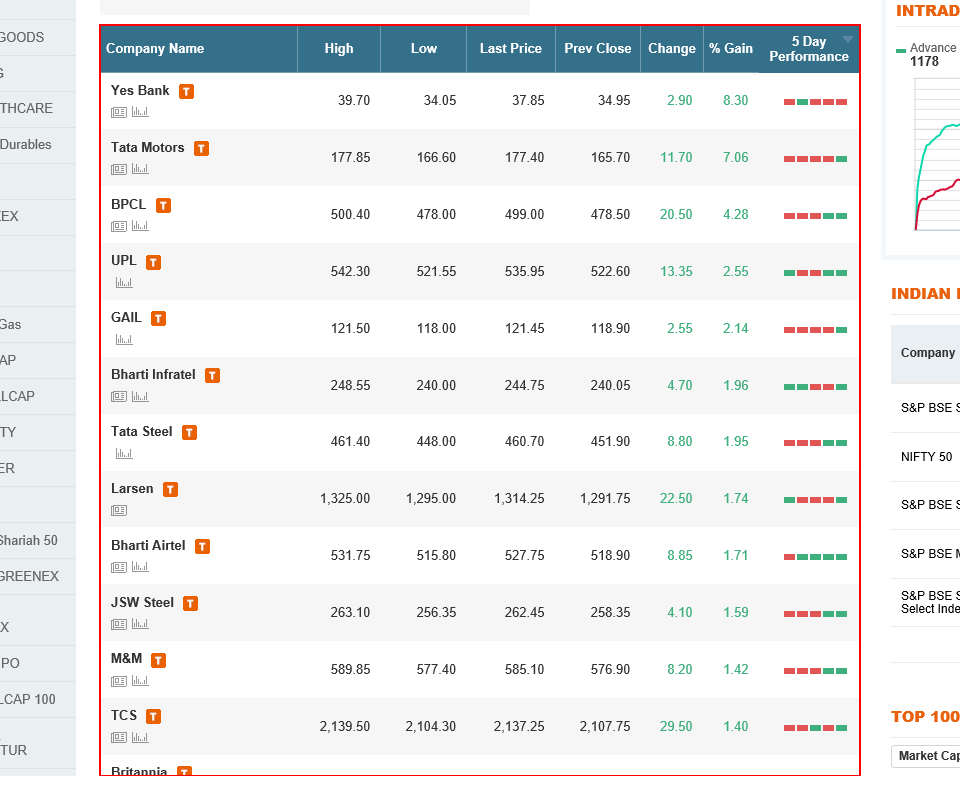 GOODS
G
THCARE
Durables
EX
Gas
AP
LCAP
TY
ER
Shariah 50
GREENEX
X
PO
LCAP 100
TUR
Company Name High Low Last Price Prev Close Change % Gain 5 Day Performance
Yes Bank T 39.70 34.05 37.85 34.95 2.90 8.30
Tata Motors T 177.85 166.60 177.40 165.70 11.70 7.06
BPCL T 500.40 478.00 499.00 478.50 20.50 4.28
UPL T 542.30 521.55 535.95 522.60 13.35 2.55
GAIL T 121.50 118.00 121.45 118.90 2.55 2.14
Bharti Infratel T 248.55 240.00 244.75 240.05 4.70 1.96
Tata Steel T 461.40 448.00 460.70 451.90 8.80 1.95
Larsen T 1,325.00 1,295.00 1,314.25 1,291.75 22.50 1.74
Bharti Airtel T 531.75 515.80 527.75 518.90 8.85 1.71
JSW Steel T 263.10 256.35 262.45 258.35 4.10 1.59
M&M T 589.85 577.40 585.10 576.90 8.20 1.42
TCS T 2,139.50 2,104.30 2,137.25 2,107.75 29.50 1.40
Britannia T
INTRAD
Advance
1178
INDIAN
Company
S&P BSE S
NIFTY 50
S&P BSE S
S&P BSE M
S&P BSE S
Select Inde
TOP 100
Market Cap